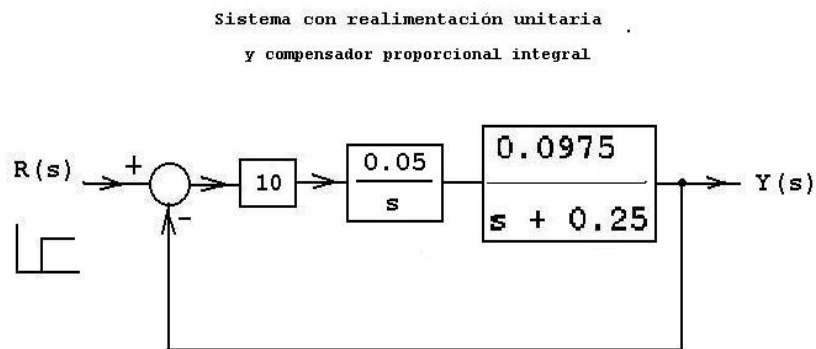 Sistema con realimentación unitaria
y compensador proporcional integral
R(s)
+
-
10
0.05
s
0.0975
s + 0.25
Y(s)